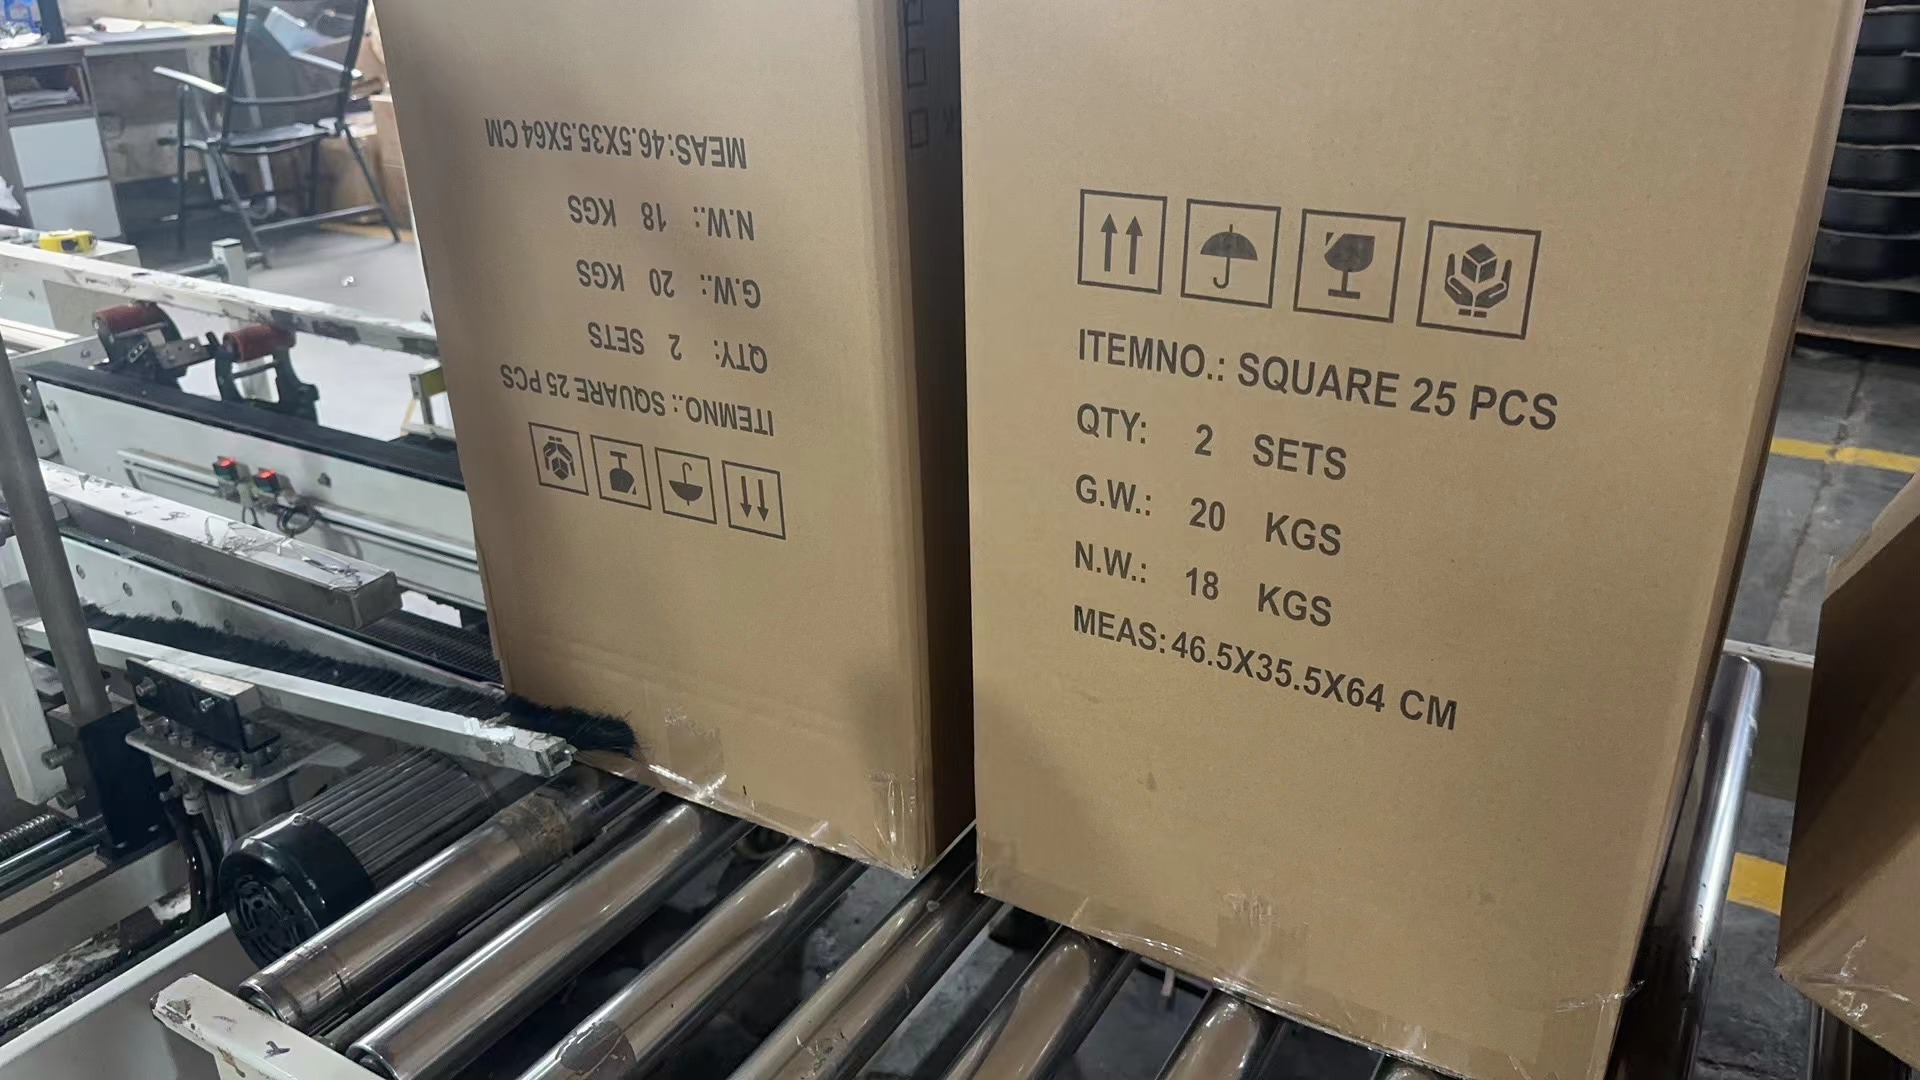 MEAS:46.5X35.5X64 CM
N.W.: 18 KGS
G.W.: 20 KGS
QTY: 2 SETS
ITEMNO.: SQUARE 25 PCS
ITEMNO.: SQUARE 25 PCS
QTY: 2 SETS
G.W.: 20 KGS
N.W.: 18 KGS
MEAS:46.5X35.5X64 CM